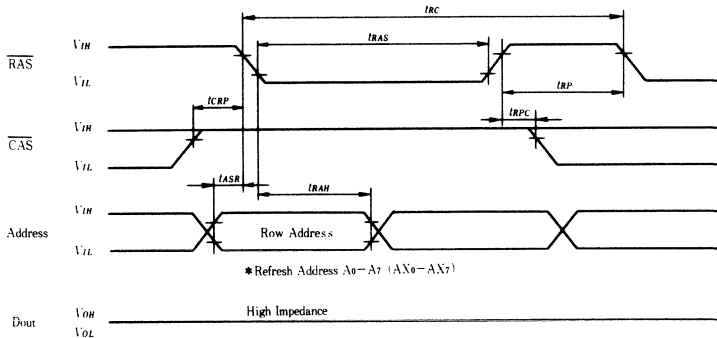 tRC
VIH
tRAS
RAS
VIL
tCRP
tRP
tRPC
VIH
CAS
VIL
tASR
tRAH
VIH
Address
Row Address
VIL
* Refresh Address A0–A7 (AX0–AX7)
VOH
High Impedance
Dout
VOL